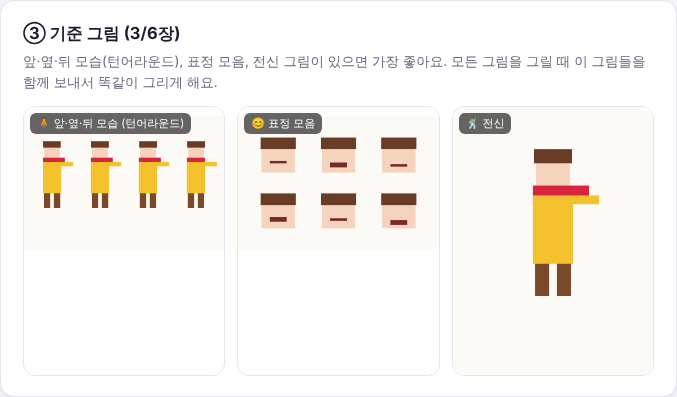 ③ 기준 그림 (3/6장)
앞·옆·뒤 모습(턴어라운드), 표정 모음, 전신 그림이 있으면 가장 좋아요. 모든 그림을 그릴 때 이 그림들을
함께 보내서 똑같이 그리게 해요.
🧍 앞·옆·뒤 모습 (턴어라운드)
😊 표정 모음
🕺 전신